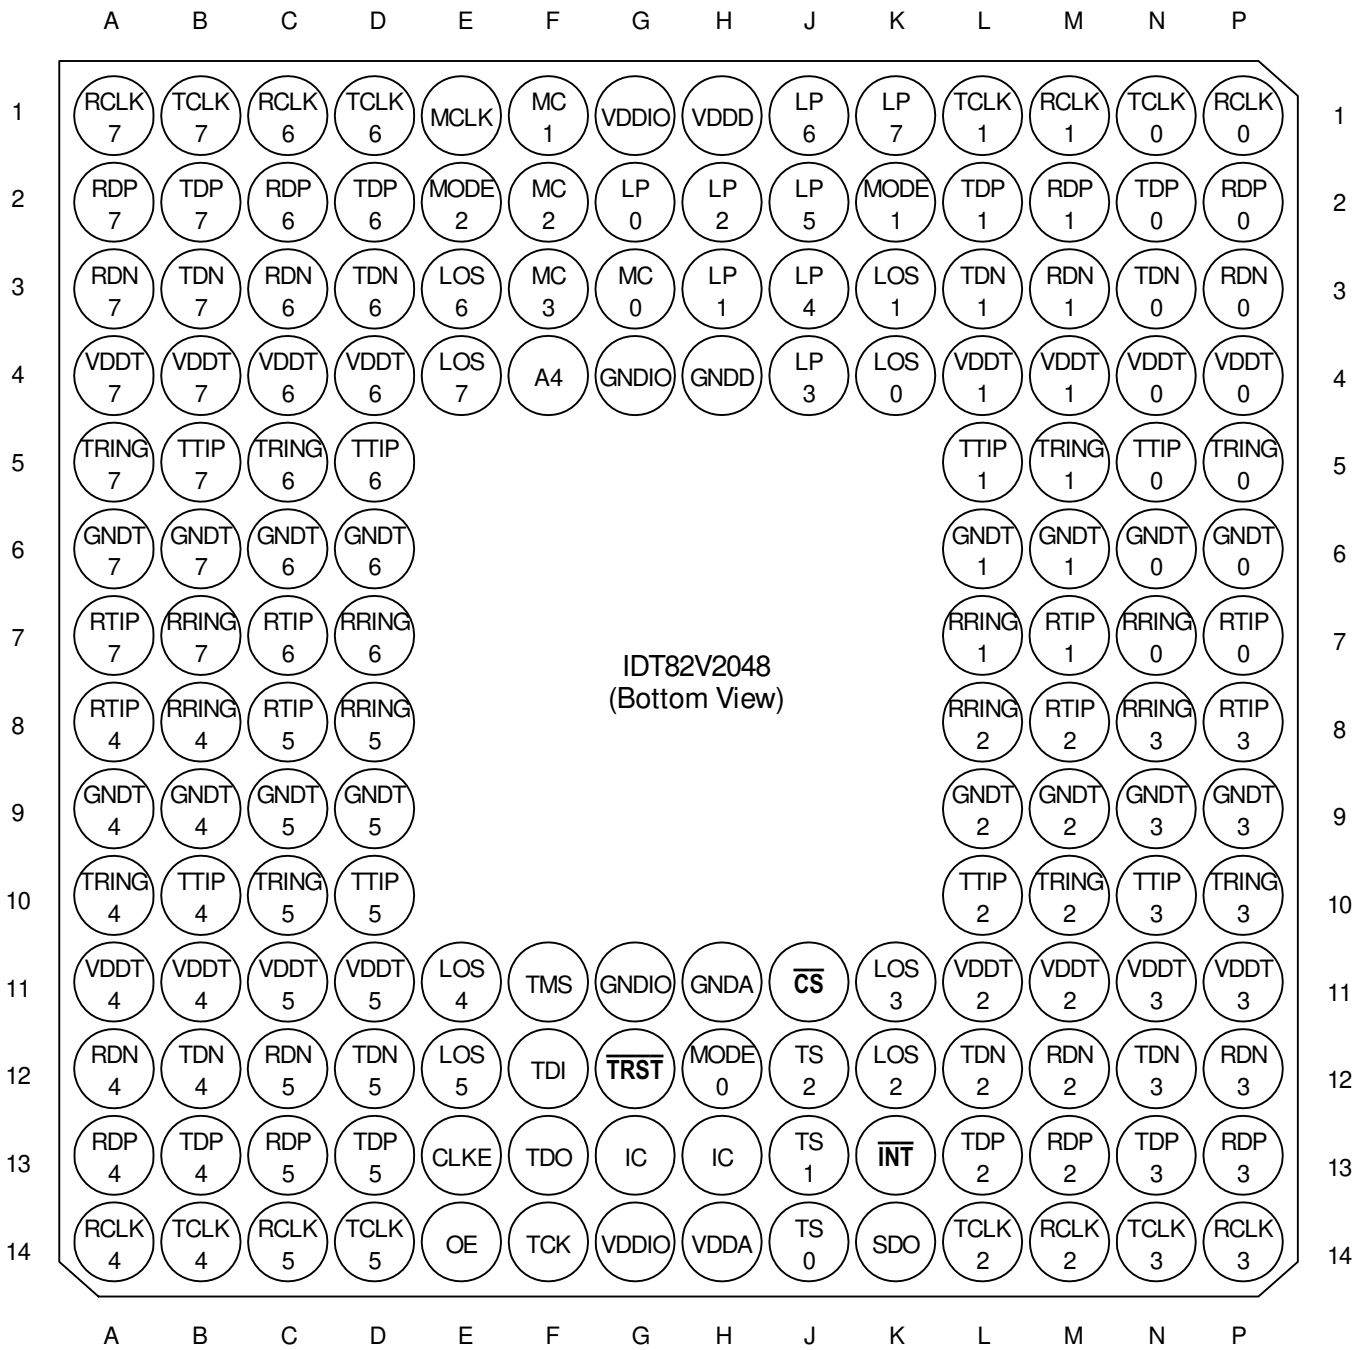 A B C D E F G H J K L M N P
1 RCLK TCLK RCLK TCLK MCLK MC VDDIO VDDD LP LP TCLK RCLK TCLK RCLK 1
7 7 6 6 1 6 7 1 1 0 0
2 RDP TDP RDP TDP MODE MC LP LP LP MODE TDP RDP TDP RDP 2
7 7 6 6 2 2 0 2 5 1 1 1 0 0
3 RDN TDN RDN TDN LOS MC MC LP LP LOS TDN RDN TDN RDN 3
7 7 6 6 6 3 0 1 4 1 1 1 0 0
4 VDDT VDDT VDDT VDDT LOS A4 GNDIO GNDD LP LOS VDDT VDDT VDDT VDDT 4
7 7 6 6 7 3 0 1 1 0 0
5 TRING TTIP TRING TTIP TTIP TRING TTIP TRING 5
7 7 6 6 1 1 0 0
6 GNDT GNDT GNDT GNDT GNDT GNDT GNDT GNDT 6
7 7 6 6 1 1 0 0
7 RTIP RRING RTIP RRING RRING RTIP RRING RTIP 7
7 7 6 6 1 1 0 0
IDT82V2048
(Bottom View)
8 RTIP RRING RTIP RRING RRING RTIP RRING RTIP 8
4 4 5 5 2 2 3 3
9 GNDT GNDT GNDT GNDT GNDT GNDT GNDT GNDT 9
4 4 5 5 2 2 3 3
10 TRING TTIP TRING TTIP TTIP TRING TTIP TRING 10
4 4 5 5 2 2 3 3
11 VDDT VDDT VDDT VDDT LOS TMS GNDIO GNDA CS LOS VDDT VDDT VDDT VDDT 11
4 4 5 5 4 3 2 2 3 3
12 RDN TDN RDN TDN LOS TDI TRST MODE TS LOS TDN RDN TDN RDN 12
4 4 5 5 5 0 2 2 2 2 3 3
13 RDP TDP RDP TDP CLKE TDO IC IC TS INT TDP RDP TDP RDP 13
4 4 5 5 1 2 2 3 3
14 RCLK TCLK RCLK TCLK OE TCK VDDIO VDDA TS SDO TCLK RCLK TCLK RCLK 14
4 4 5 5 0 2 2 3 3
A B C D E F G H J K L M N P